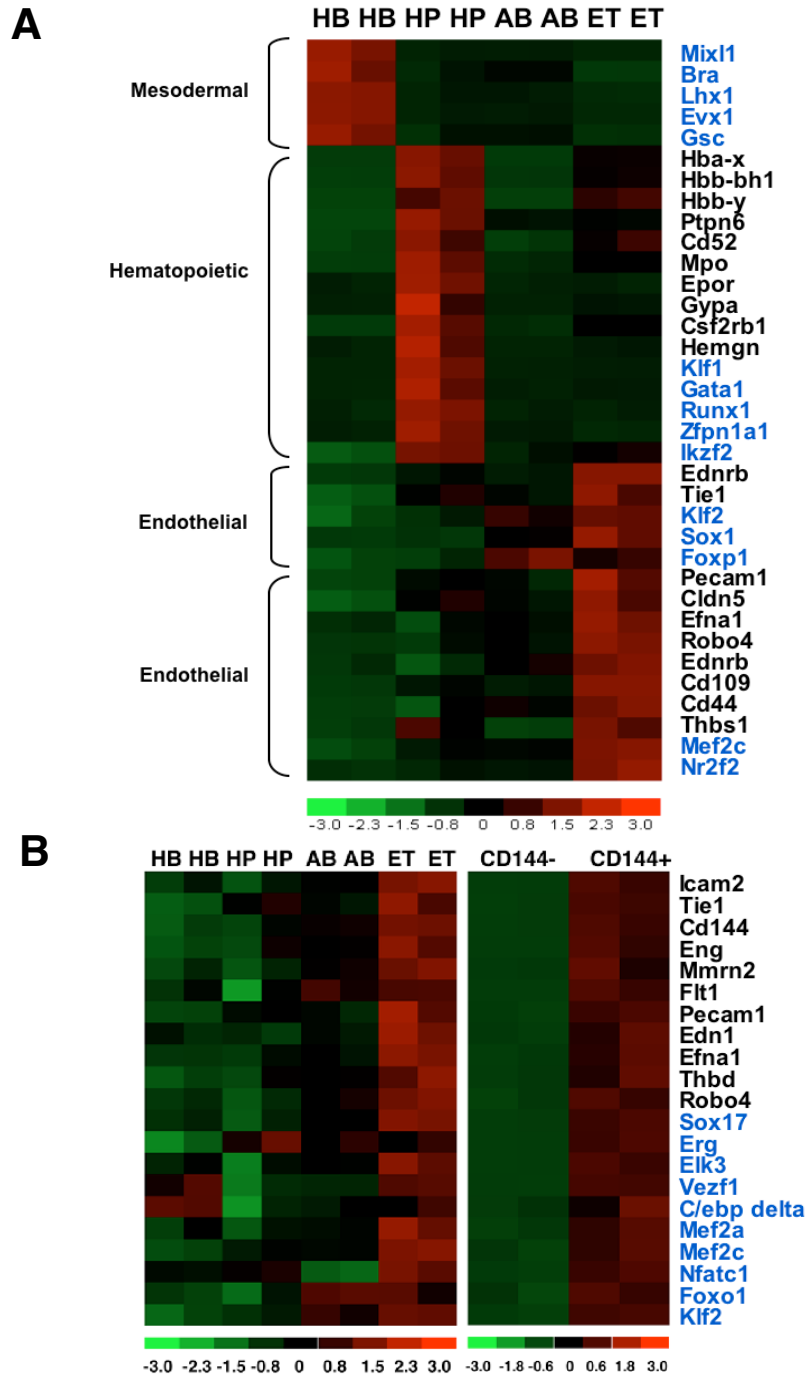 A
HB HB HP HP AB AB ET ET
Mesodermal
Mixl1
Bra
Lhx1
Evx1
Gsc
Hematopoietic
Hba-x
Hbb-bh1
Hbb-y
Ptpn6
Cd52
Mpo
Epor
Gypa
Csf2rb1
Hemgn
Klf1
Gata1
Runx1
Zfpn1a1
Ikzf2
Endothelial
Ednrb
Tie1
Klf2
Sox1
Foxp1
Endothelial
Pecam1
Cldn5
Efna1
Robo4
Ednrb
Cd109
Cd44
Thbs1
Mef2c
Nr2f2
-3.0 -2.3 -1.5 -0.8 0 0.8 1.5 2.3 3.0
B
HB HB HP HP AB AB ET ET CD144- CD144+
Icam2
Tie1
Cd144
Eng
Mmrn2
Flt1
Pecam1
Edn1
Efna1
Thbd
Robo4
Sox17
Erg
Elk3
Vezf1
C/ebp delta
Mef2a
Mef2c
Nfatc1
Foxo1
Klf2
-3.0 -2.3 -1.5 -0.8 0 0.8 1.5 2.3 3.0 -3.0 -1.8 -0.6 0 0.6 1.8 3.0